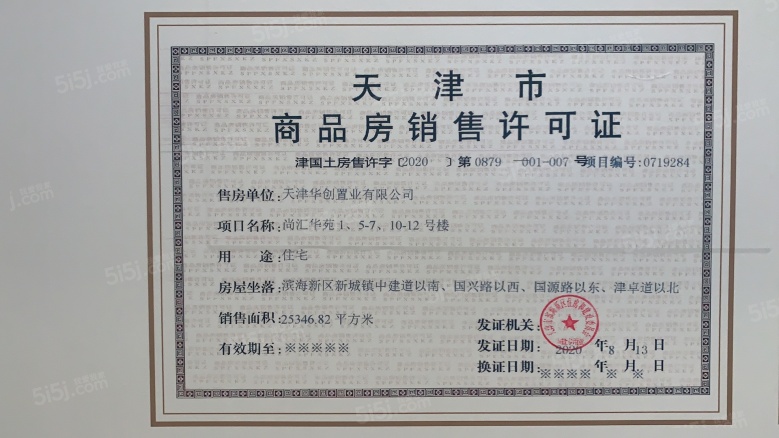 天津市
商品房销售许可证
津国土房售许字〔2020 〕第0879 -001-007 号项目编号:0719284
售房单位:天津华创置业有限公司
项目名称:尚汇华苑1、5-7、10-12号楼
用 途:住宅
房屋坐落:滨海新区新城镇中建道以南、国兴路以西、国源路以东、津卓道以北
销售面积:25346.82 平方米
有效期至:※※※※※
发证机关:
发证日期: 2020 年 8 月 13 日
换证日期:※※※※ 年 ※ 月 ※ 日
5i5j.com